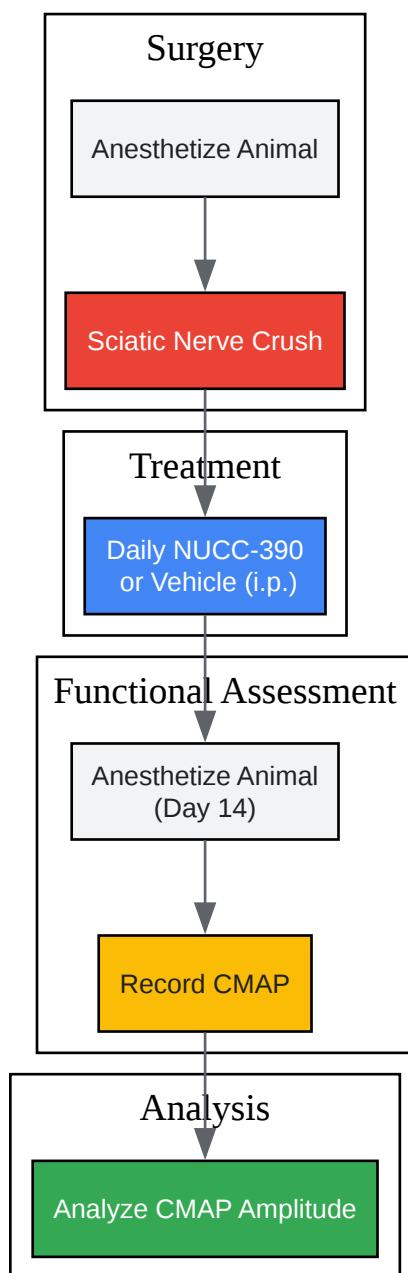 Surgery
Anesthetize Animal
Sciatic Nerve Crush
Treatment
Daily NUCC-390
or Vehicle (i.p.)
Functional Assessment
Anesthetize Animal
(Day 14)
Record CMAP
Analysis
Analyze CMAP Amplitude